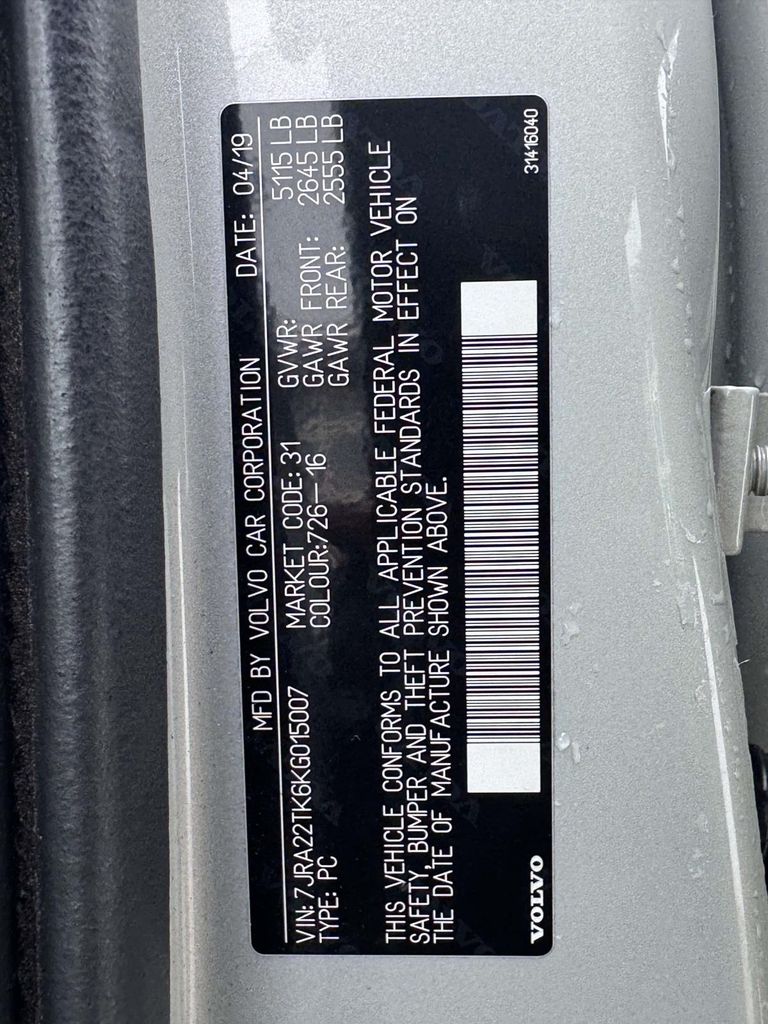 MFD BY VOLVO CAR CORPORATION DATE: 04/19
VIN: 7JRA22TK6KG015007
TYPE: PC
MARKET CODE: 31
COLOUR:726-16
GVWR: 5115 LB
GAWR FRONT: 2645 LB
GAWR REAR: 2555 LB
THIS VEHICLE CONFORMS TO ALL APPLICABLE FEDERAL MOTOR VEHICLE
SAFETY, BUMPER AND THEFT PREVENTION STANDARDS IN EFFECT ON
THE DATE OF MANUFACTURE SHOWN ABOVE.
VOLVO
31416040